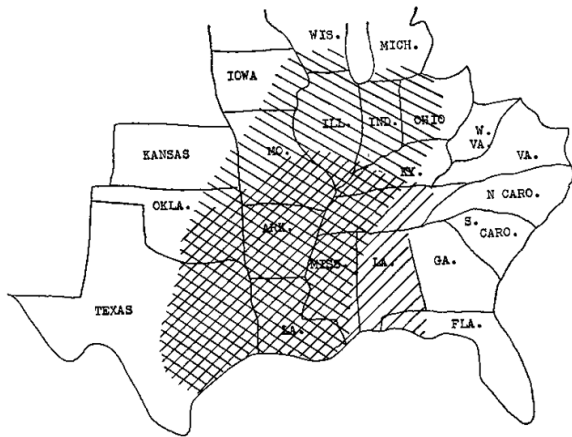 WIS.
MICH.
IOWA
ILL.
IND.
OHIO
W.
VA.
VA.
KANSAS
MO.
KY.
N CARO.
OKLA.
ARK.
S.
CARO.
MISS.
LA.
GA.
TEXAS
LA.
FLA.